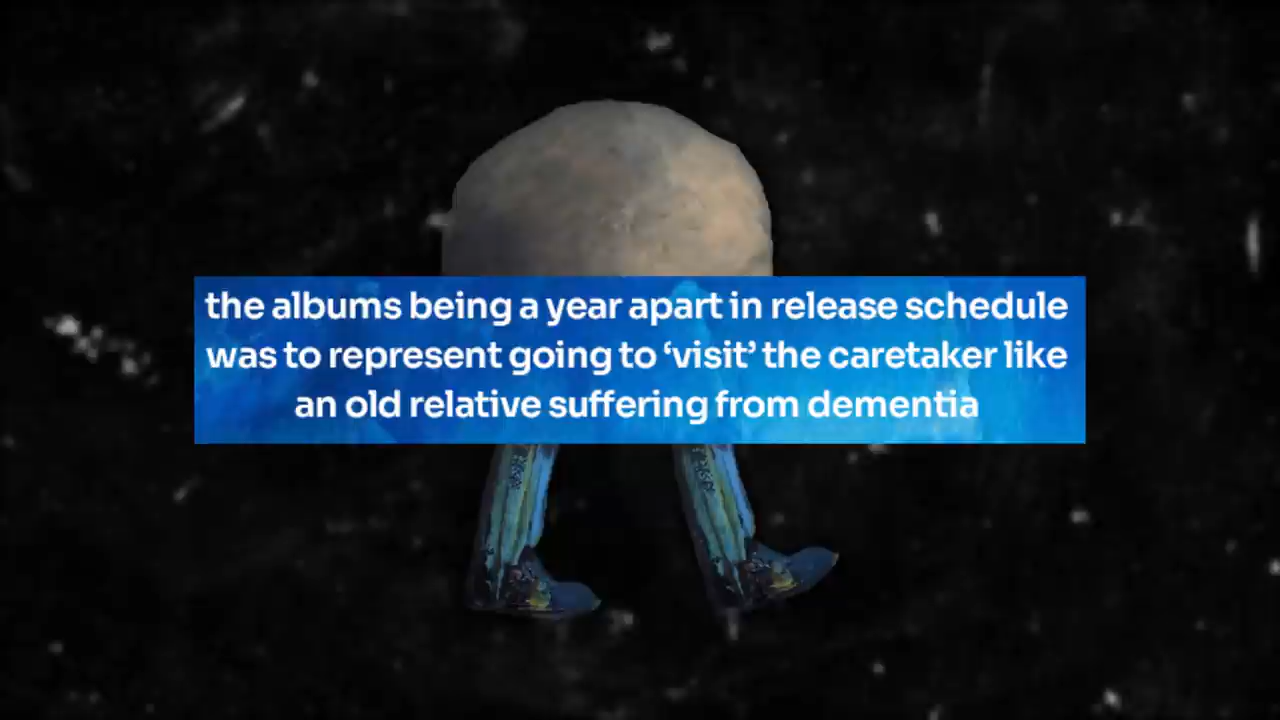 the albums being a year apart in release schedule
was to represent going to ‘visit’ the caretaker like
an old relative suffering from dementia